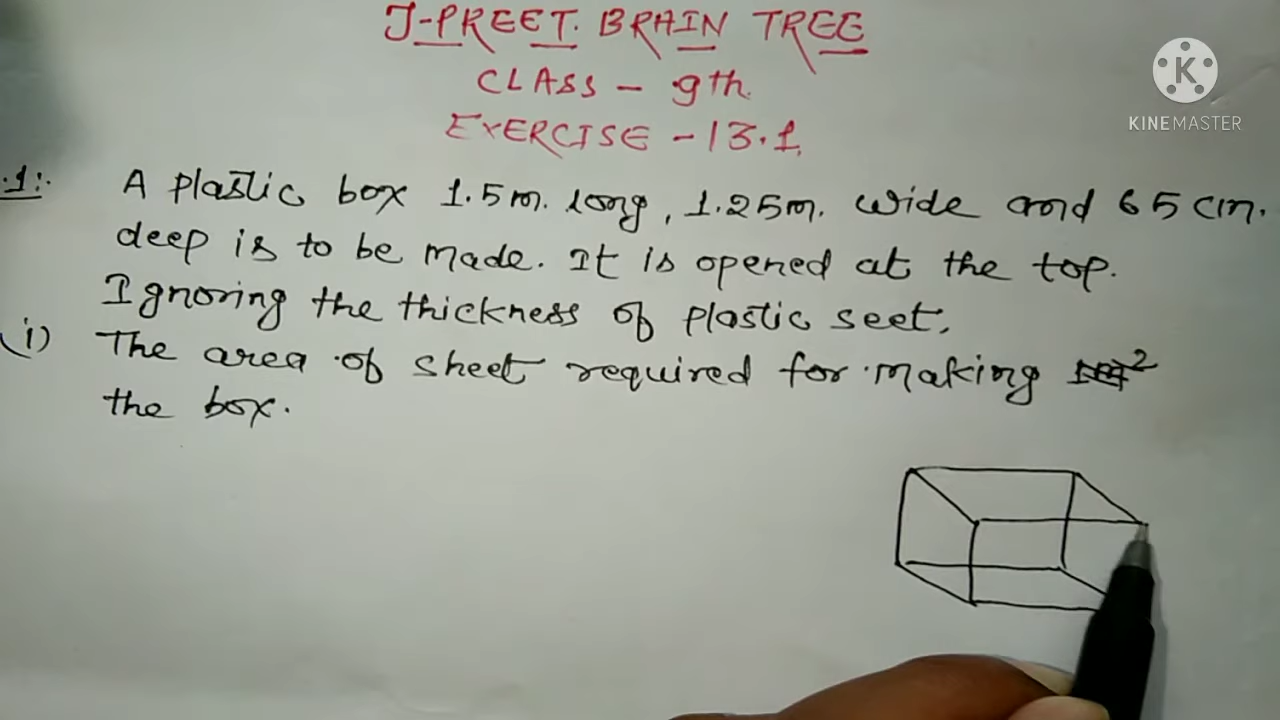 J-PREET. BRAIN TREE
CLASS - 9th.
EXERCISE - 13.1.
KINEMASTER
.1:. A plastic box 1.5m. long, 1.25m. wide and 65 cm.
deep is to be made. It is opened at the top.
Ignoring the thickness of plastic seet.
(i) The area of sheet required for making
the box.